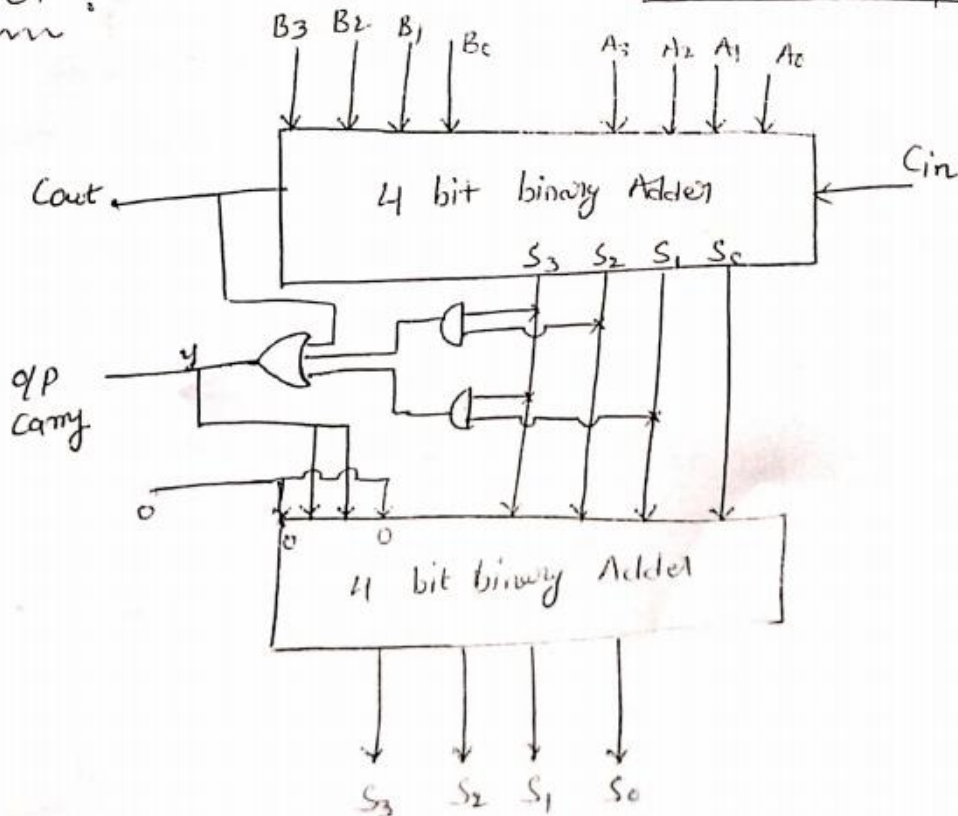 B3 B2 B1 B0 A3 A2 A1 A0
Cout
4 bit binary Adder
Cin
S3 S2 S1 S0
y
o/p
carry
0
0 0
4 bit binary Adder
S3 S2 S1 S0